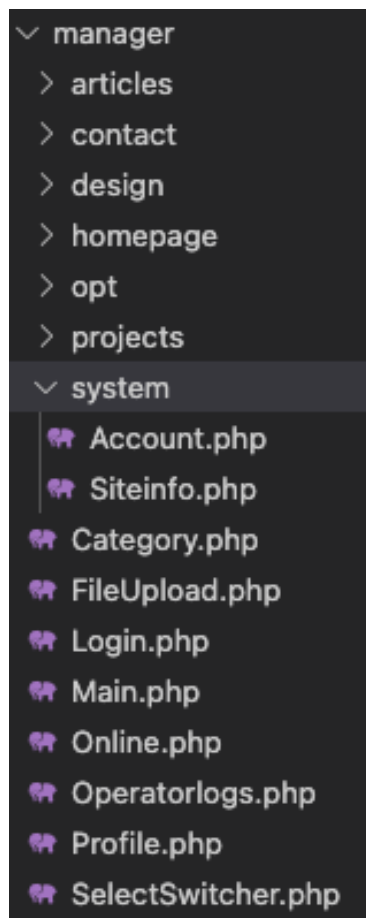 manager
articles
contact
design
homepage
opt
projects
system
Account.php
Siteinfo.php
Category.php
FileUpload.php
Login.php
Main.php
Online.php
Operatorlogs.php
Profile.php
SelectSwitcher.php